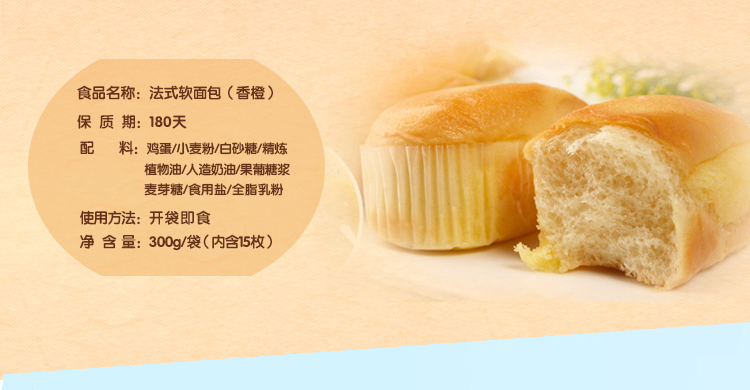 食品名称：法式软面包（香橙）
保 质 期：180天
配 料：鸡蛋/小麦粉/白砂糖/精炼
植物油/人造奶油/果葡糖浆
麦芽糖/食用盐/全脂乳粉
使用方法：开袋即食
净 含 量：300g/袋（内含15枚）